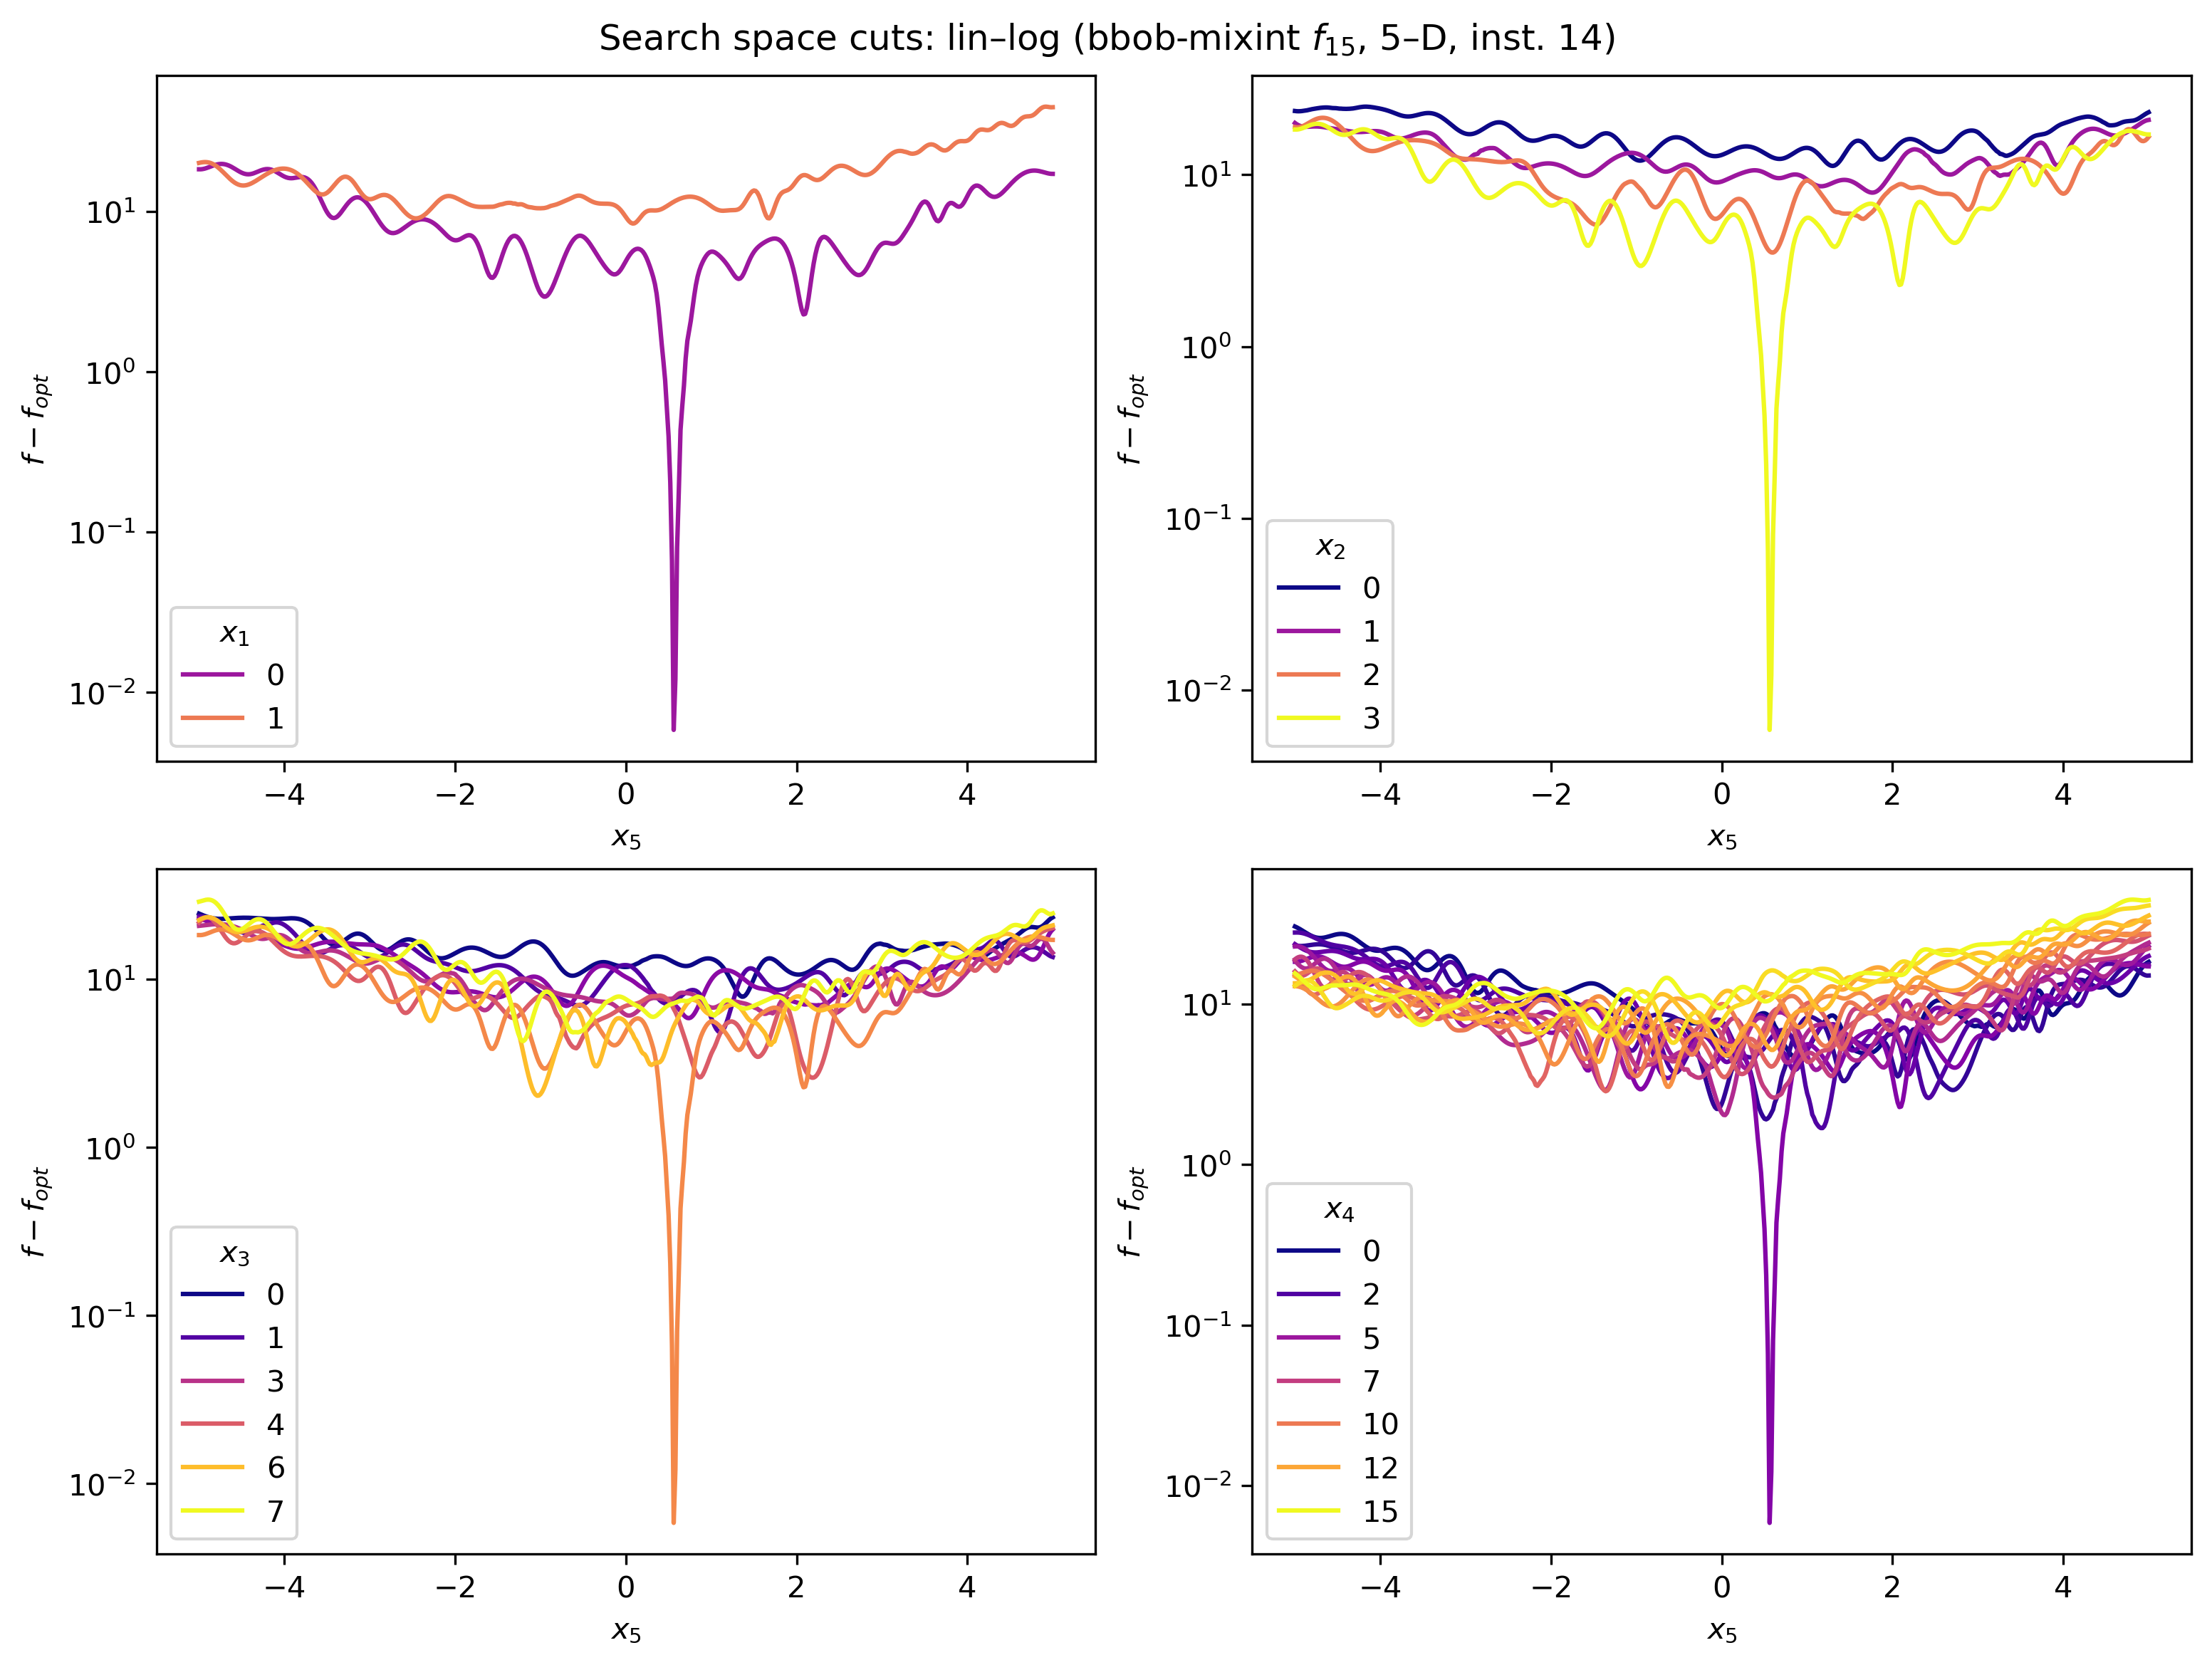 Search space cuts: lin–log (bbob-mixint f15, 5–D, inst. 14)
f − fopt
10^1
10^0
10^−1
10^−2
x1
0
1
−4 −2 0 2 4
x5
f − fopt
10^1
10^0
10^−1
10^−2
x2
0
1
2
3
−4 −2 0 2 4
x5
f − fopt
10^1
10^0
10^−1
10^−2
x3
0
1
3
4
6
7
−4 −2 0 2 4
x5
f − fopt
10^1
10^0
10^−1
10^−2
x4
0
2
5
7
10
12
15
−4 −2 0 2 4
x5